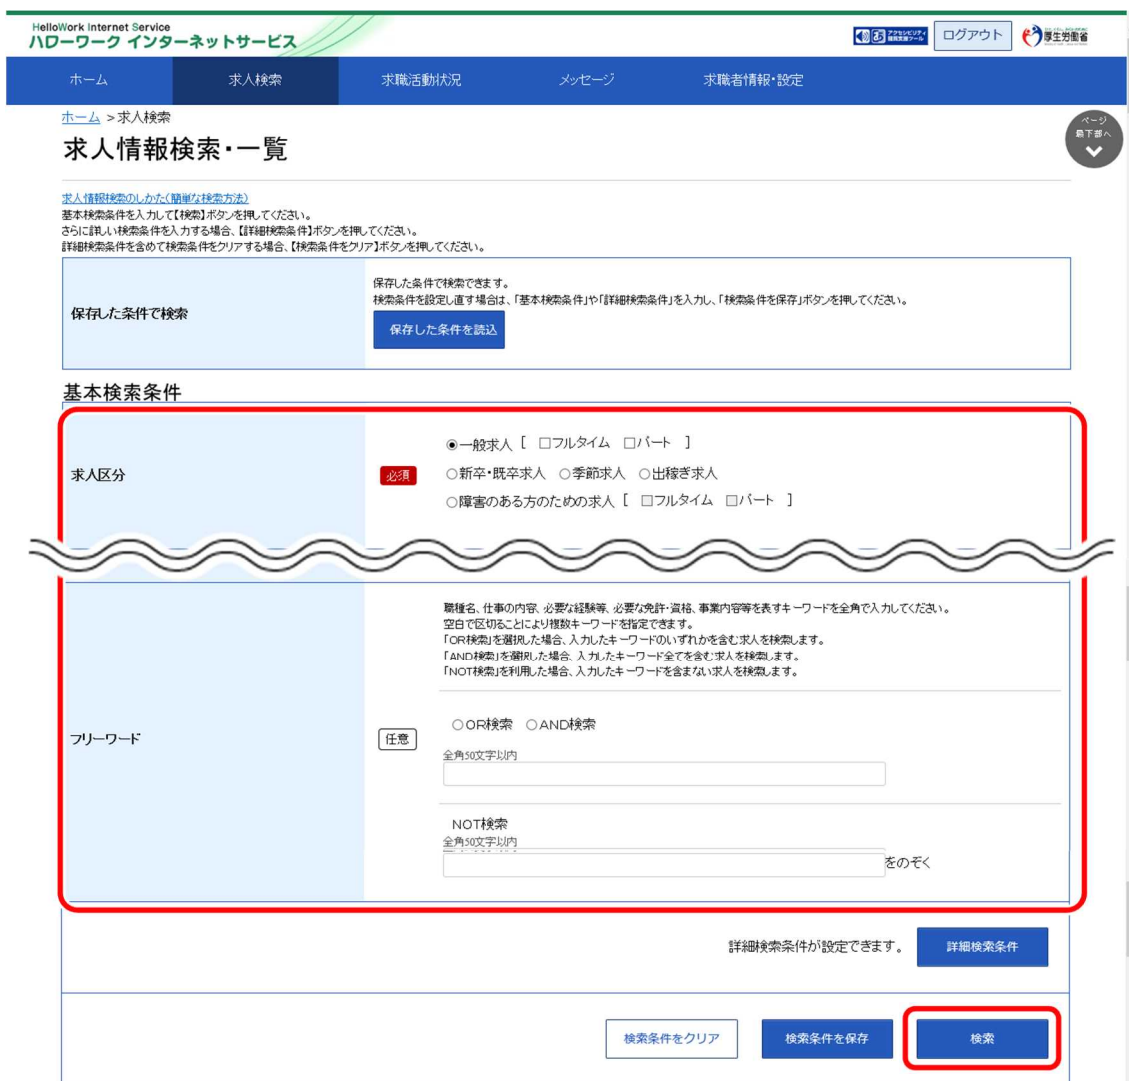 HelloWork Internet Service
ハローワーク インターネットサービス
アクセシビリティ
閲覧支援ツール
ログアウト
厚生労働省
ホーム
求人検索
求職活動状況
メッセージ
求職者情報・設定
ホーム >求人検索
ページ
最下部へ
求人情報検索・一覧
求人情報検索のしかた(簡単な検索方法)
基本検索条件を入力して【検索】ボタンを押してください。
さらに詳しい検索条件を入力する場合、【詳細検索条件】ボタンを押してください。
詳細検索条件を含めて検索条件をクリアする場合、【検索条件をクリア】ボタンを押してください。
保存した条件で検索
保存した条件で検索できます。
検索条件を設定し直す場合は、「基本検索条件」や「詳細検索条件」を入力し、「検索条件を保存」ボタンを押してください。
保存した条件を読込
基本検索条件
求人区分
必須
一般求人 [ フルタイム パート ]
新卒・既卒求人 季節求人 出稼ぎ求人
障害のある方のための求人 [ フルタイム パート ]
フリーワード
任意
職種名、仕事の内容、必要な経験等、必要な免許・資格、事業内容等を表すキーワードを全角で入力してください。
空白で区切ることにより複数キーワードを指定できます。
「OR検索」を選択した場合、入力したキーワードのいずれかを含む求人を検索します。
「AND検索」を選択した場合、入力したキーワード全てを含む求人を検索します。
「NOT検索」を利用した場合、入力したキーワードを含まない求人を検索します。
OR検索 AND検索
全角50文字以内
NOT検索
全角50文字以内
をのぞく
詳細検索条件が設定できます。
詳細検索条件
検索条件をクリア
検索条件を保存
検索